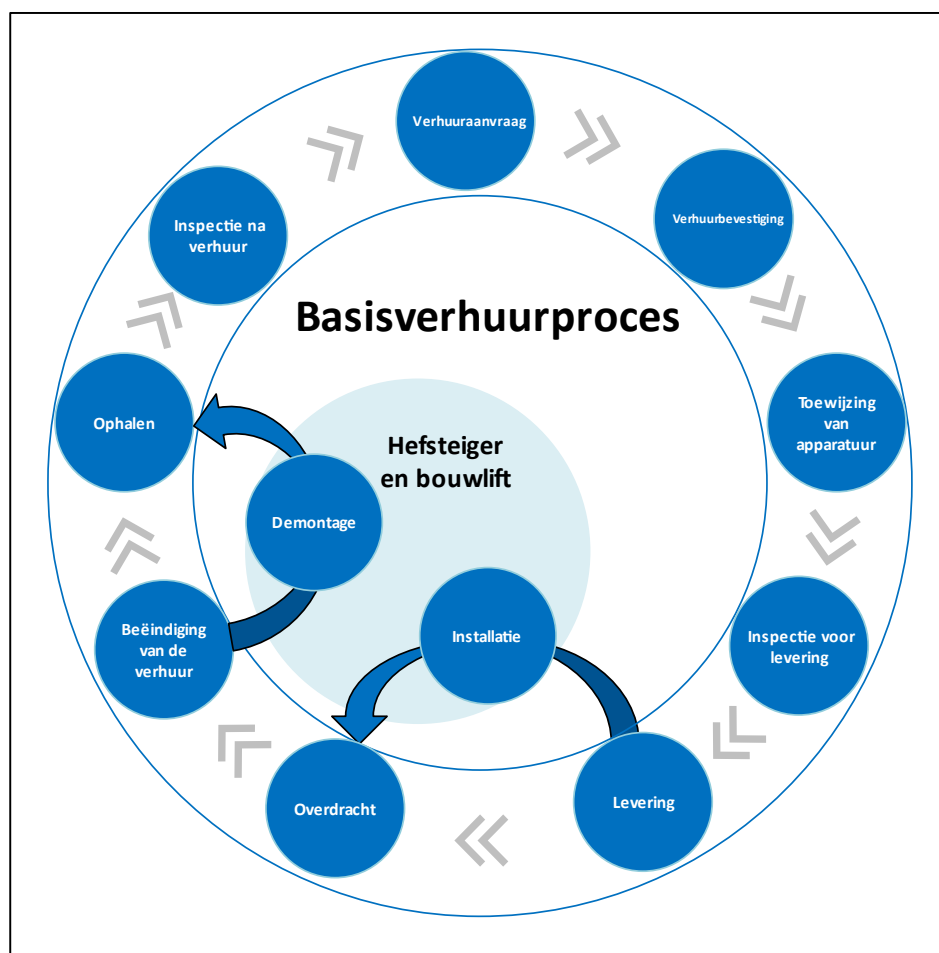 Verhuuraanvraag
Verhuurbevestiging
Inspectie na
verhuur
Basisverhuurproces
Toewijzing
van
apparatuur
Ophalen
Hefsteiger
en bouwlift
Demontage
Inspectie voor
levering
Installatie
Beëindiging
van de
verhuur
Levering
Overdracht